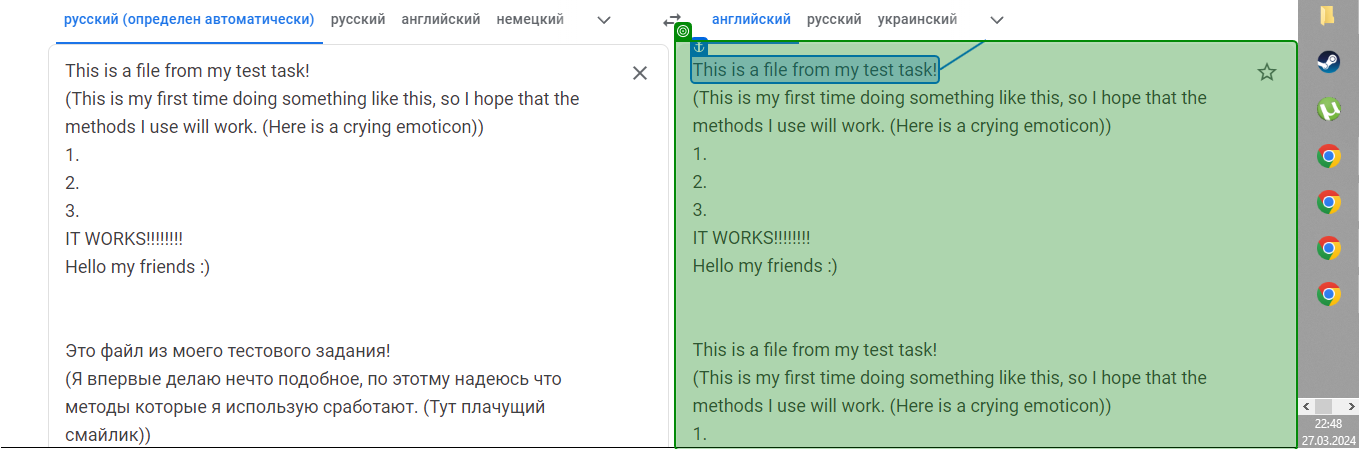 русский (определен автоматически) русский английский немецкий
английский русский украинский
This is a file from my test task!
(This is my first time doing something like this, so I hope that the
methods I use will work. (Here is a crying emoticon))
1.
2.
3.
IT WORKS!!!!!!!!
Hello my friends :)
Это файл из моего тестового задания!
(Я впервые делаю нечто подобное, по этотму надеюсь что
методы которые я использую сработают. (Тут плачущий
смайлик))
This is a file from my test task!
(This is my first time doing something like this, so I hope that the
methods I use will work. (Here is a crying emoticon))
1.
2.
3.
IT WORKS!!!!!!!!
Hello my friends :)
This is a file from my test task!
(This is my first time doing something like this, so I hope that the
methods I use will work. (Here is a crying emoticon))
1.
22:48
27.03.2024